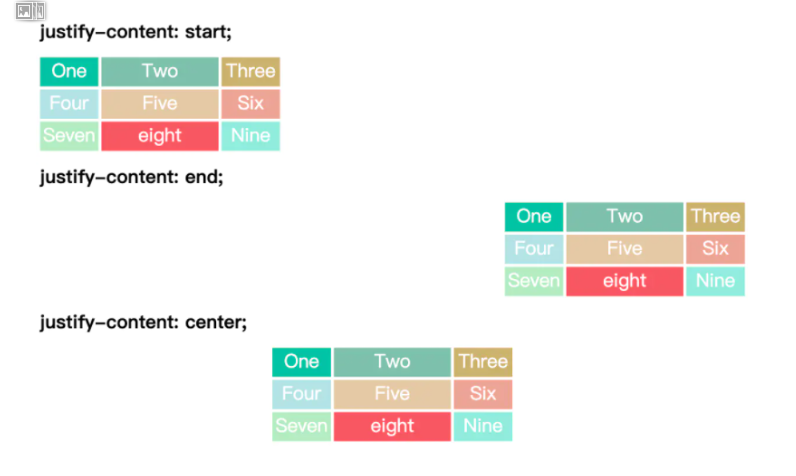 justify-content: start;
One Two Three
Four Five Six
Seven eight Nine
justify-content: end;
One Two Three
Four Five Six
Seven eight Nine
justify-content: center;
One Two Three
Four Five Six
Seven eight Nine